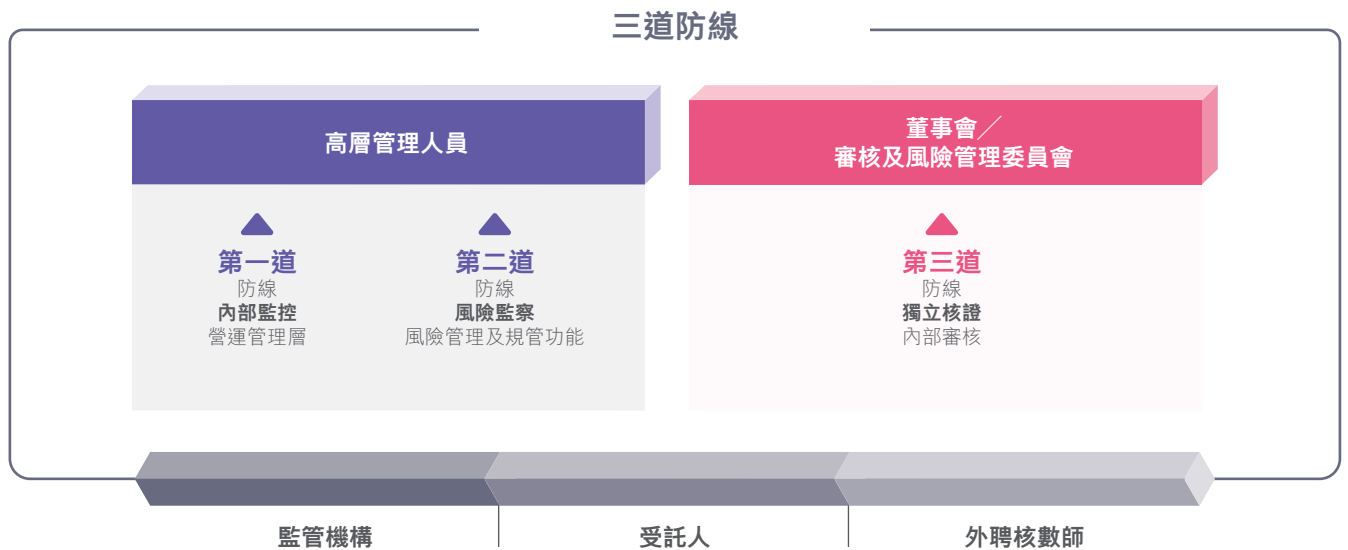 三道防線
高層管理人員
董事會／
審核及風險管理委員會
第一道
防線
內部監控
營運管理層
第二道
防線
風險監察
風險管理及規管功能
第三道
防線
獨立核證
內部審核
監管機構
受託人
外聘核數師